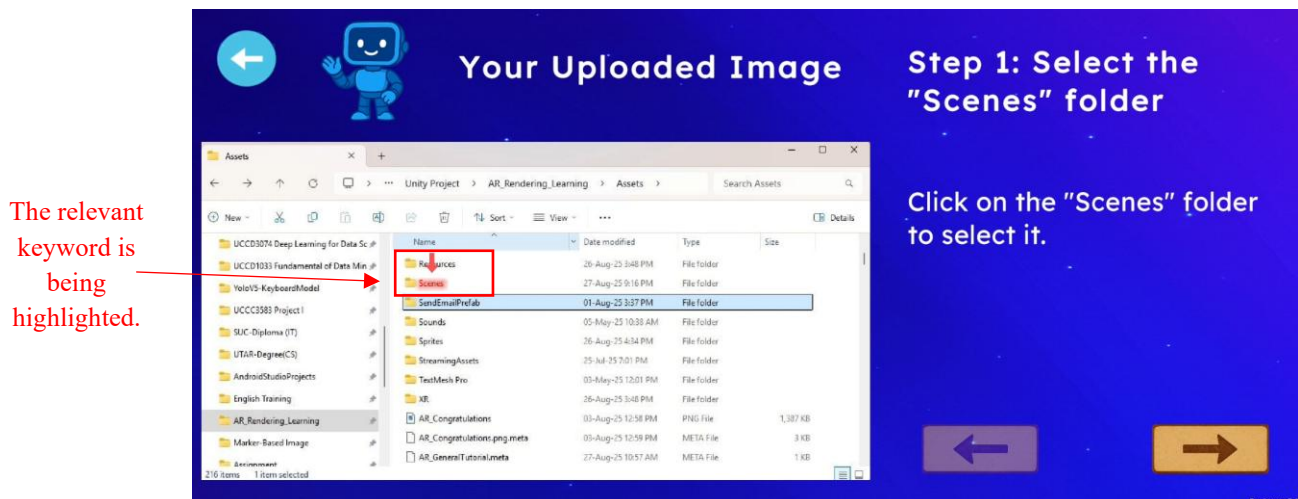 The relevant
keyword is
being
highlighted.
Your Uploaded Image
Step 1: Select the
"Scenes" folder
Click on the "Scenes" folder
to select it.
Assets
Unity Project > AR_Rendering_Learning > Assets >
Search Assets
New
Sort
View
Details
UCCD3074 Deep Learning for Data Sc
UCCD1033 Fundamental of Data Min
YoloV5-KeyboardModel
UCCC3583 Project I
SUC-Diploma (IT)
UTAR-Degree(CS)
AndroidStudioProjects
English Training
AR_Rendering_Learning
Marker-Based Image
Assignment
Name Date modified Type Size
Resources 26-Aug-25 3:48 PM File folder
Scenes 27-Aug-25 9:16 PM File folder
SendEmailPrefab 01-Aug-25 3:37 PM File folder
Sounds 05-May-25 10:38 AM File folder
Sprites 26-Aug-25 4:34 PM File folder
StreamingAssets 25-Jul-25 7:01 PM File folder
TextMesh Pro 03-May-25 12:01 PM File folder
XR 26-Aug-25 3:48 PM File folder
AR_Congratulations 03-Aug-25 12:58 PM PNG File 1,387 KB
AR_Congratulations.png.meta 03-Aug-25 12:59 PM META File 3 KB
AR_GeneralTutorial.meta 27-Aug-25 10:57 AM META File 1 KB
216 items 1 item selected